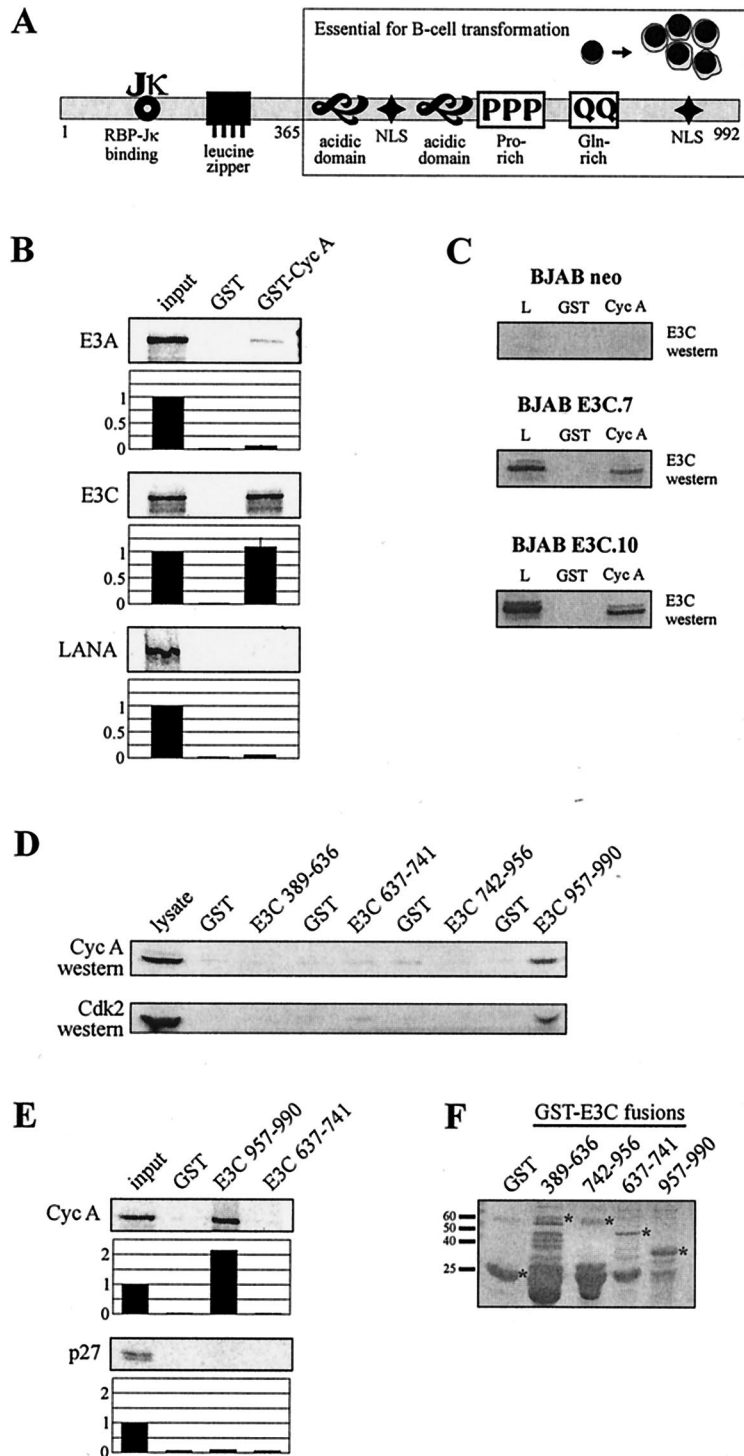 A
Essential for B-cell transformation
Jκ
PPP
QQ
1
RBP-Jκ
binding
leucine
zipper
365
acidic
domain
NLS
acidic
domain
Pro-
rich
Gln-
rich
NLS
992
B
input
GST
GST-Cyc A
E3A
1
0.5
0
E3C
1
0.5
0
LANA
1
0.5
0
C
BJAB neo
L GST Cyc A
E3C
western
BJAB E3C.7
L GST Cyc A
E3C
western
BJAB E3C.10
L GST Cyc A
E3C
western
D
lysate
GST
E3C 389-636
GST
E3C 637-741
GST
E3C 742-956
GST
E3C 957-990
Cyc A
western
Cdk2
western
E
input
GST
E3C 957-990
E3C 637-741
Cyc A
2
1
0
p27
2
1
0
F
GST-E3C fusions
GST
389-636
742-956
637-741
957-990
60
50
40
25
*
*
*
*
*